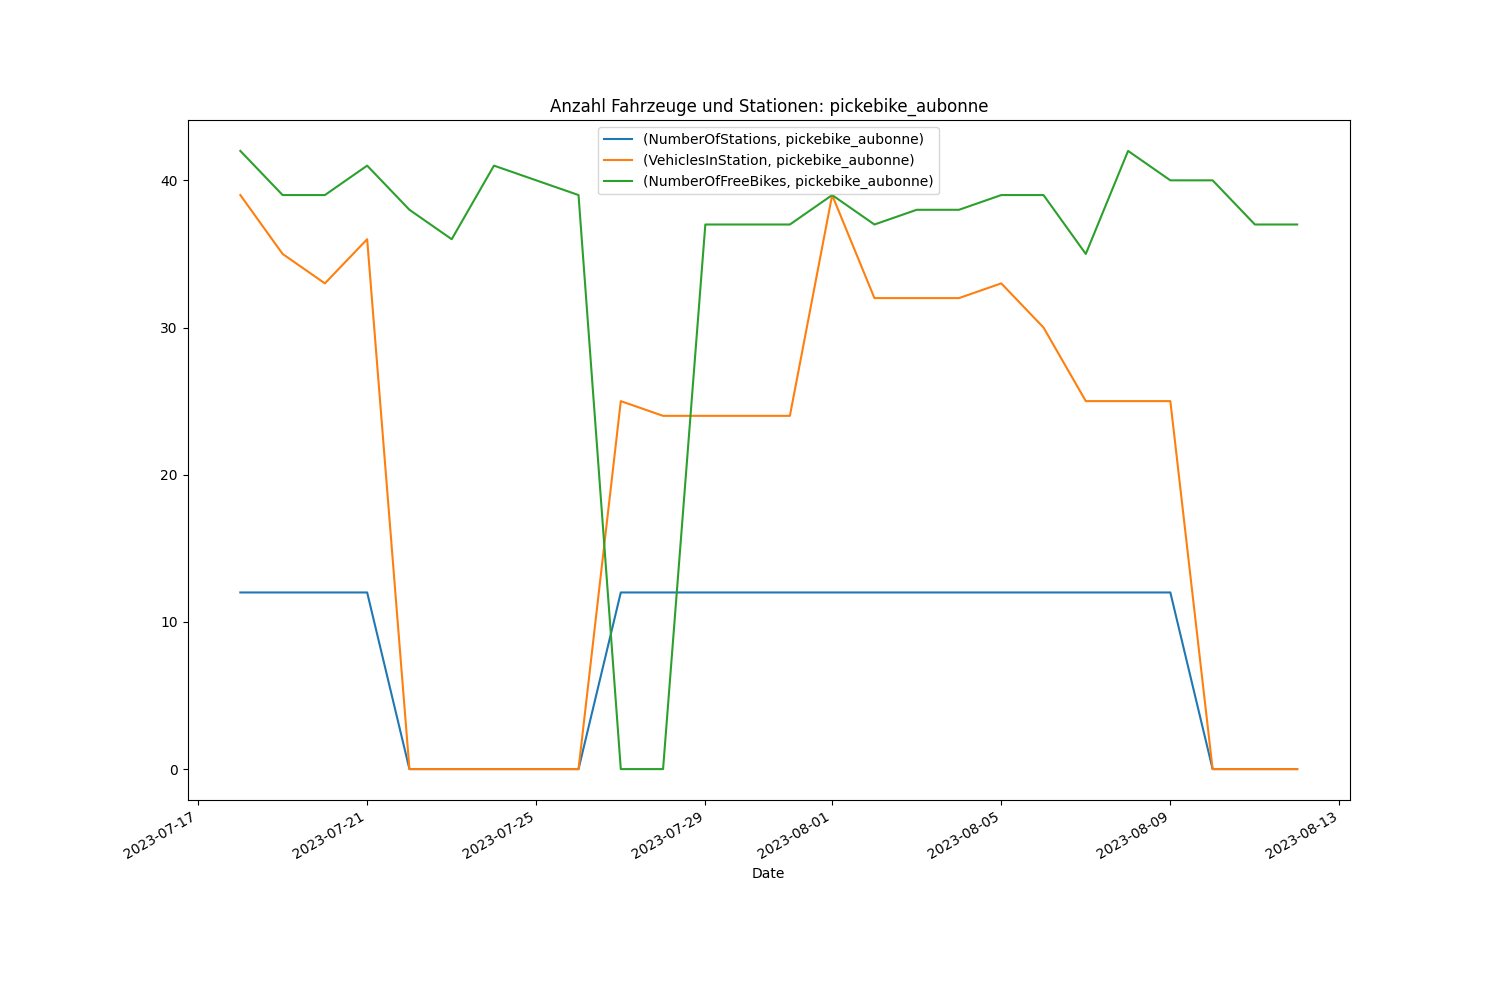 Anzahl Fahrzeuge und Stationen: pickebike_aubonne
(NumberOfStations, pickebike_aubonne)
(VehiclesInStation, pickebike_aubonne)
(NumberOfFreeBikes, pickebike_aubonne)
40
30
20
10
0
2023-07-17
2023-07-21
2023-07-25
2023-07-29
2023-08-01
2023-08-05
2023-08-09
2023-08-13
Date